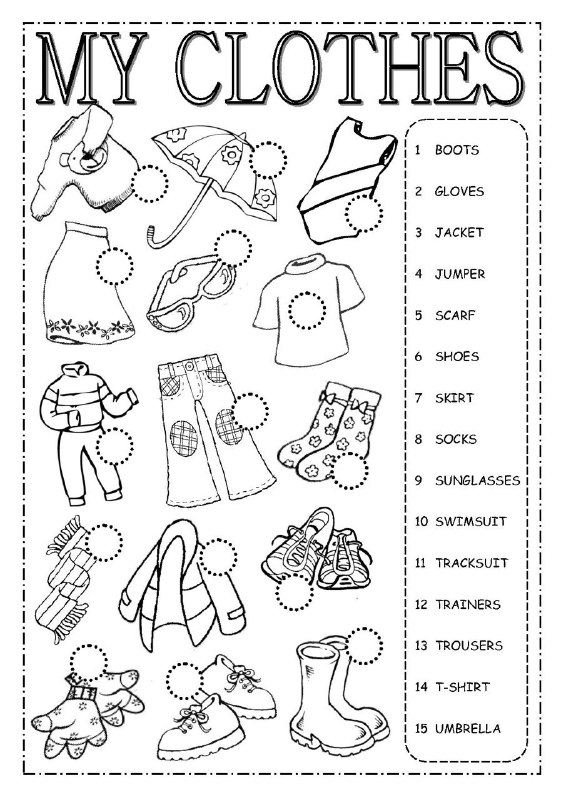 MY CLOTHES
1 BOOTS
2 GLOVES
3 JACKET
4 JUMPER
5 SCARF
6 SHOES
7 SKIRT
8 SOCKS
9 SUNGLASSES
10 SWIMSUIT
11 TRACKSUIT
12 TRAINERS
13 TROUSERS
14 T-SHIRT
15 UMBRELLA